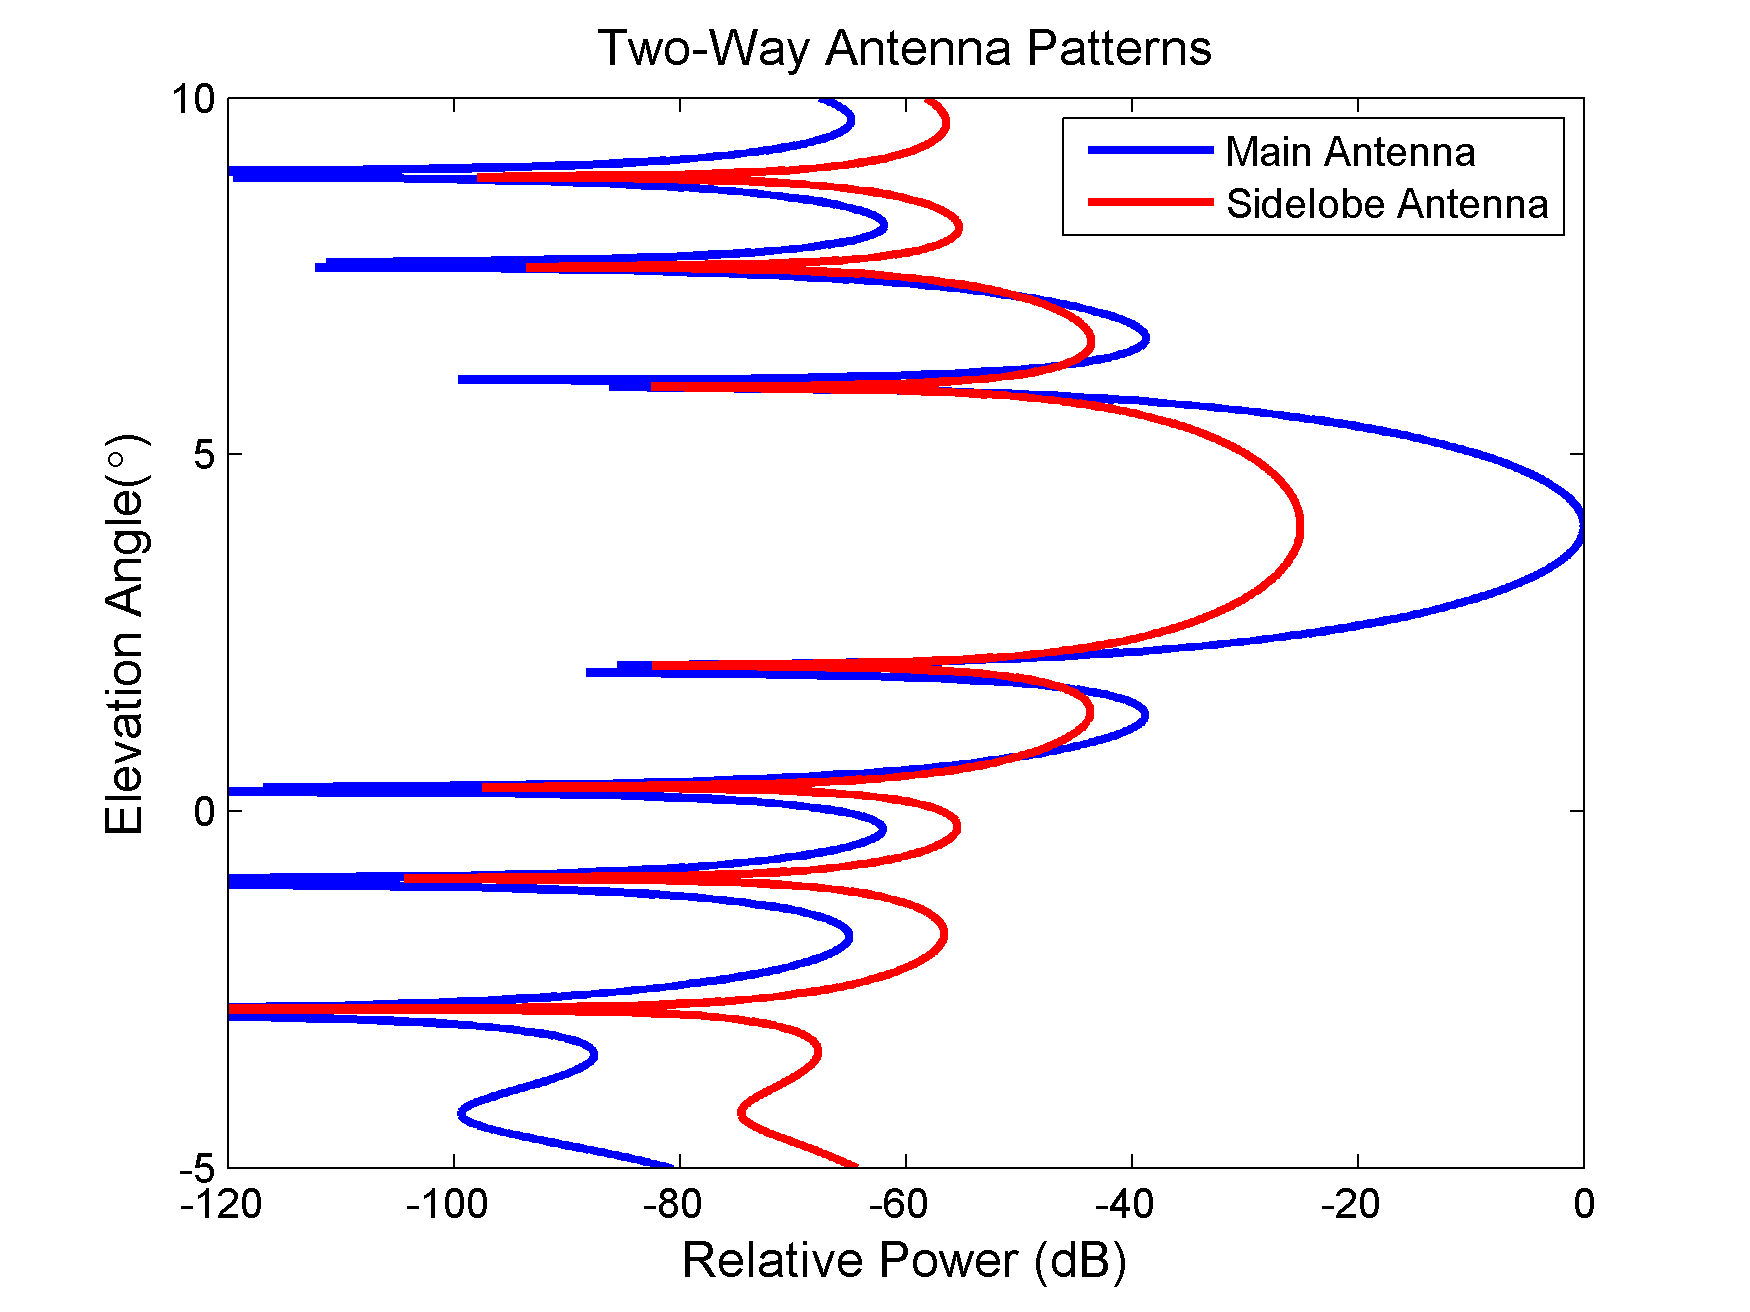 Two-Way Antenna Patterns
Main Antenna
Sidelobe Antenna
Elevation Angle(°)
10
5
0
-5
-120 -100 -80 -60 -40 -20 0
Relative Power (dB)